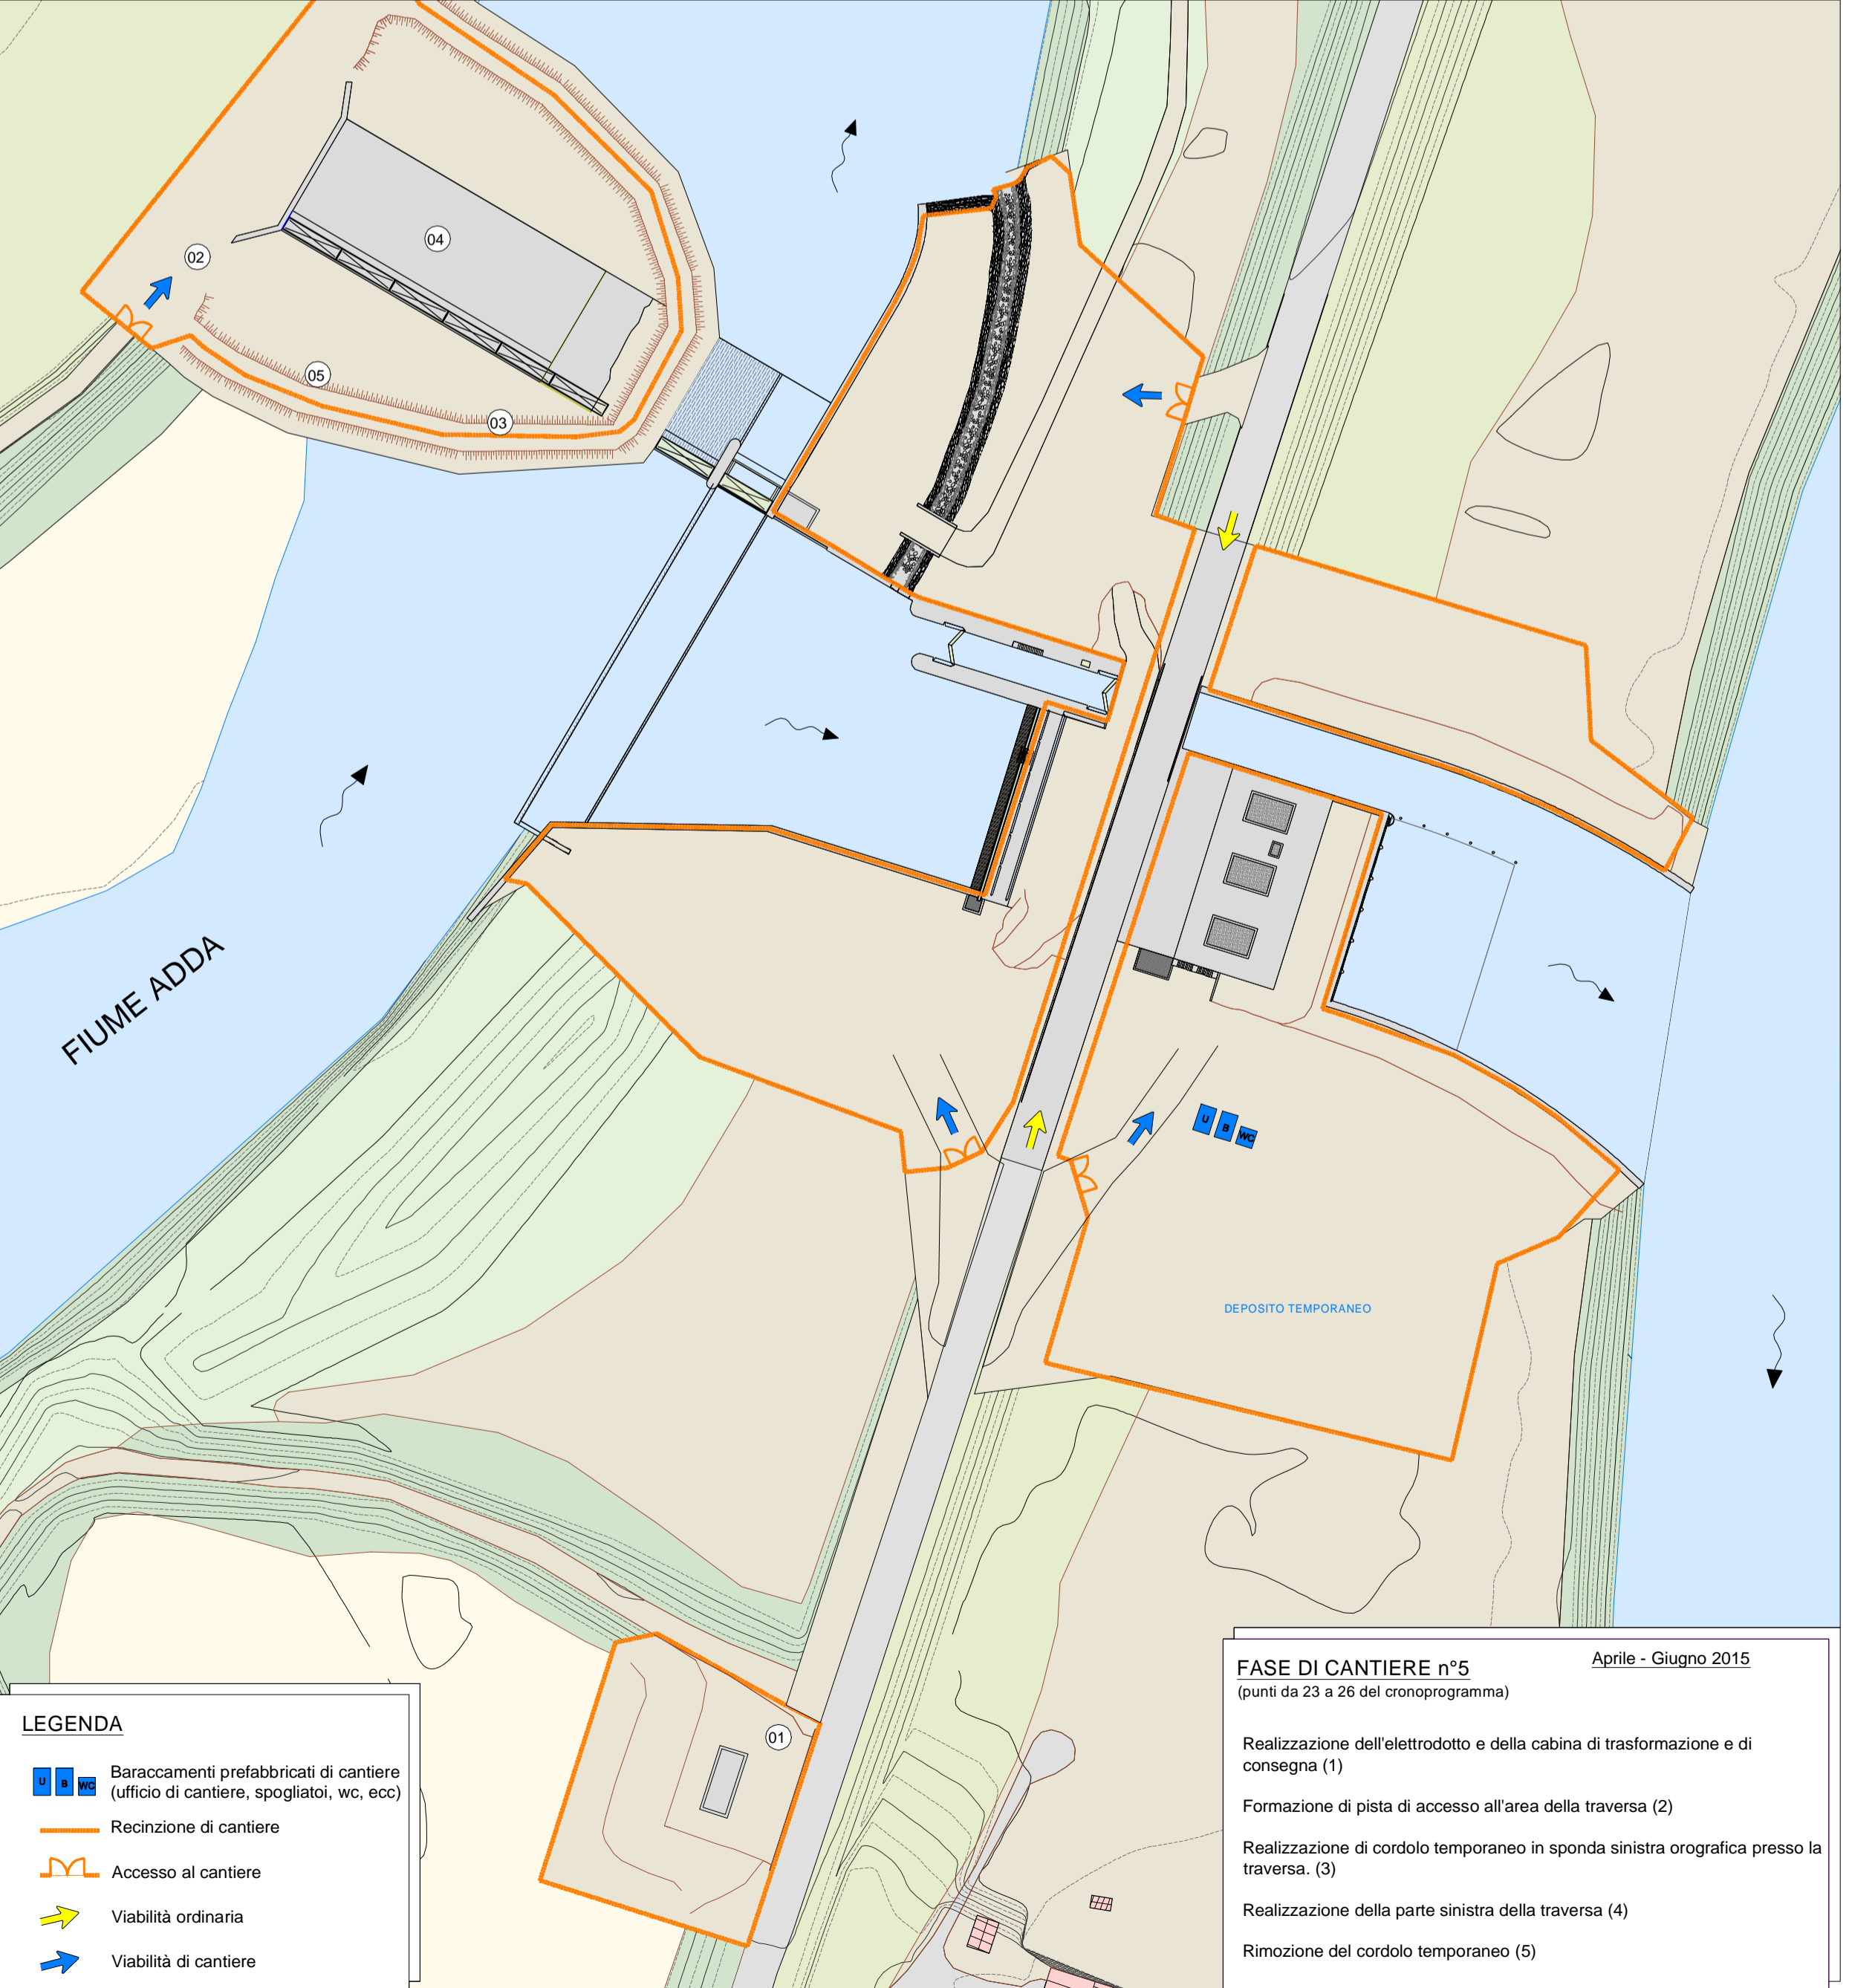 02
04
05
03
FIUME ADDA
U B WC
DEPOSITO TEMPORANEO
01
LEGENDA
U B WC
Baraccamenti prefabbricati di cantiere
(ufficio di cantiere, spogliatoi, wc, ecc)
Recinzione di cantiere
Accesso al cantiere
Viabilità ordinaria
Viabilità di cantiere
FASE DI CANTIERE n°5
Aprile - Giugno 2015
(punti da 23 a 26 del cronoprogramma)
Realizzazione dell'elettrodotto e della cabina di trasformazione e di
consegna (1)
Formazione di pista di accesso all'area della traversa (2)
Realizzazione di cordolo temporaneo in sponda sinistra orografica presso la
traversa. (3)
Realizzazione della parte sinistra della traversa (4)
Rimozione del cordolo temporaneo (5)